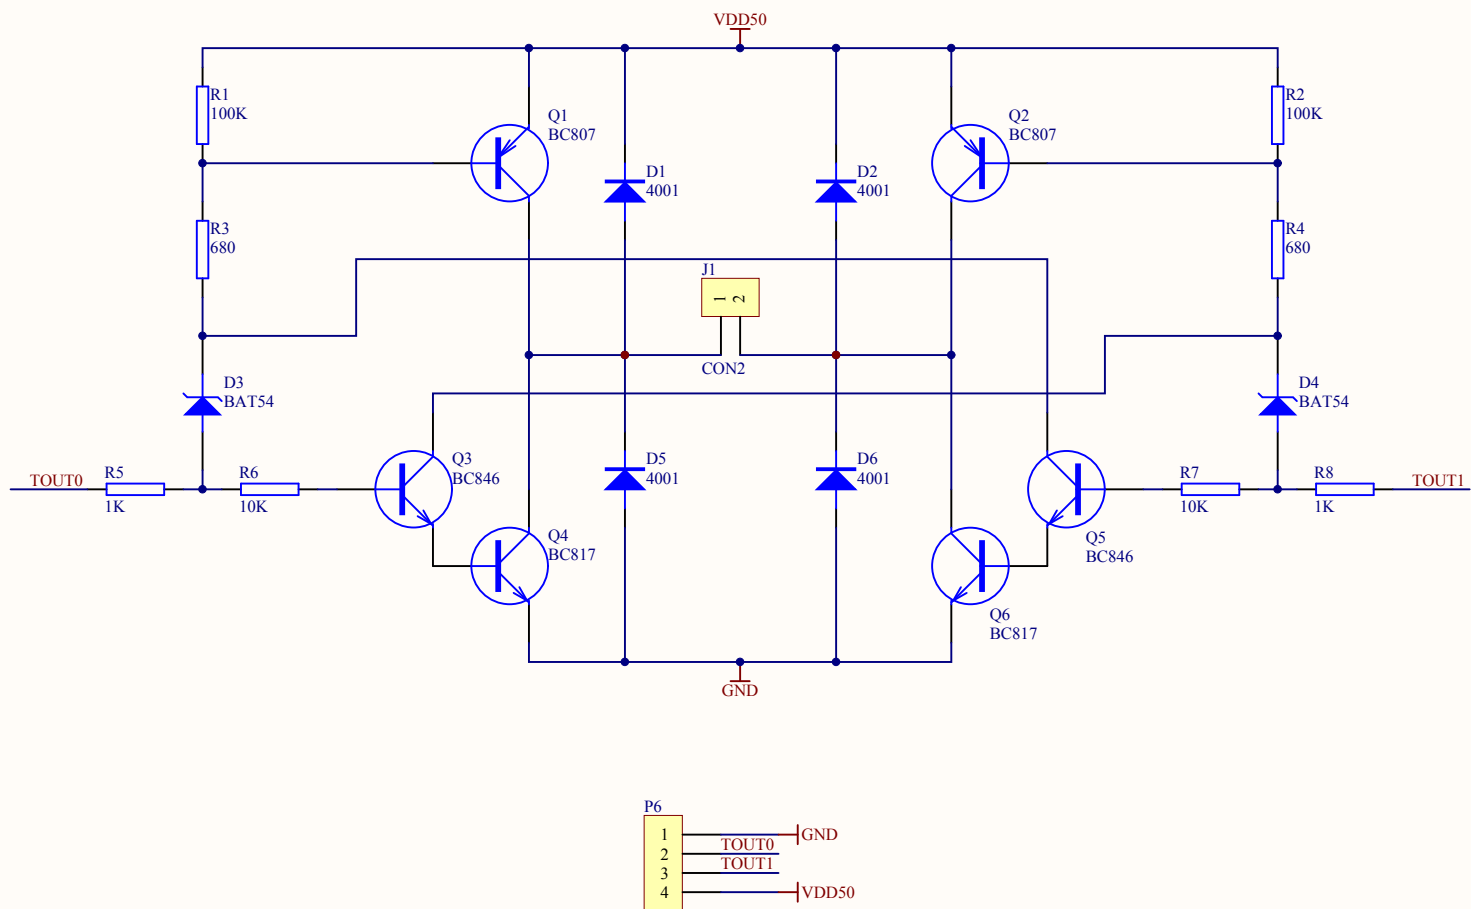 VDD50
R1
100K
Q1
BC807
Q2
BC807
R2
100K
D1
4001
D2
4001
R3
680
R4
680
J1
1 2
CON2
D3
BAT54
D4
BAT54
TOUT0
R5
1K
R6
10K
Q3
BC846
D5
4001
D6
4001
R7
10K
R8
1K
TOUT1
Q4
BC817
Q5
BC846
Q6
BC817
GND
P6
1 GND
2 TOUT0
3 TOUT1
4 VDD50